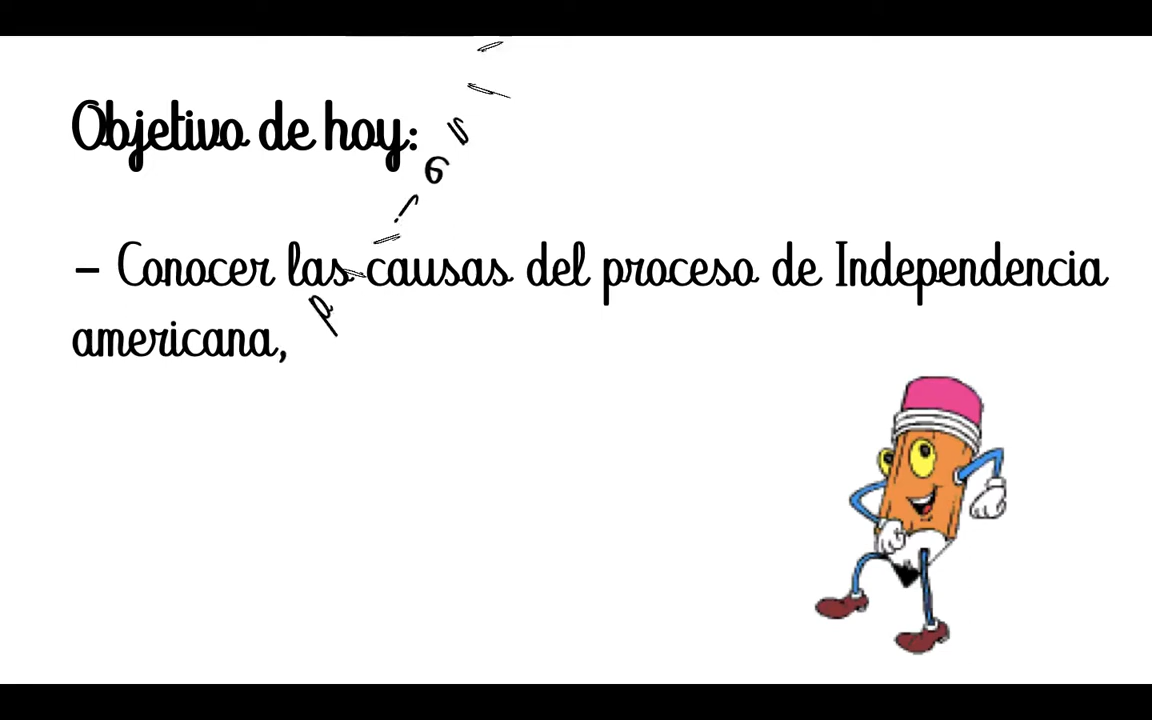 Objetivo de hoy:
- Conocer las causas del proceso de Independencia
americana,